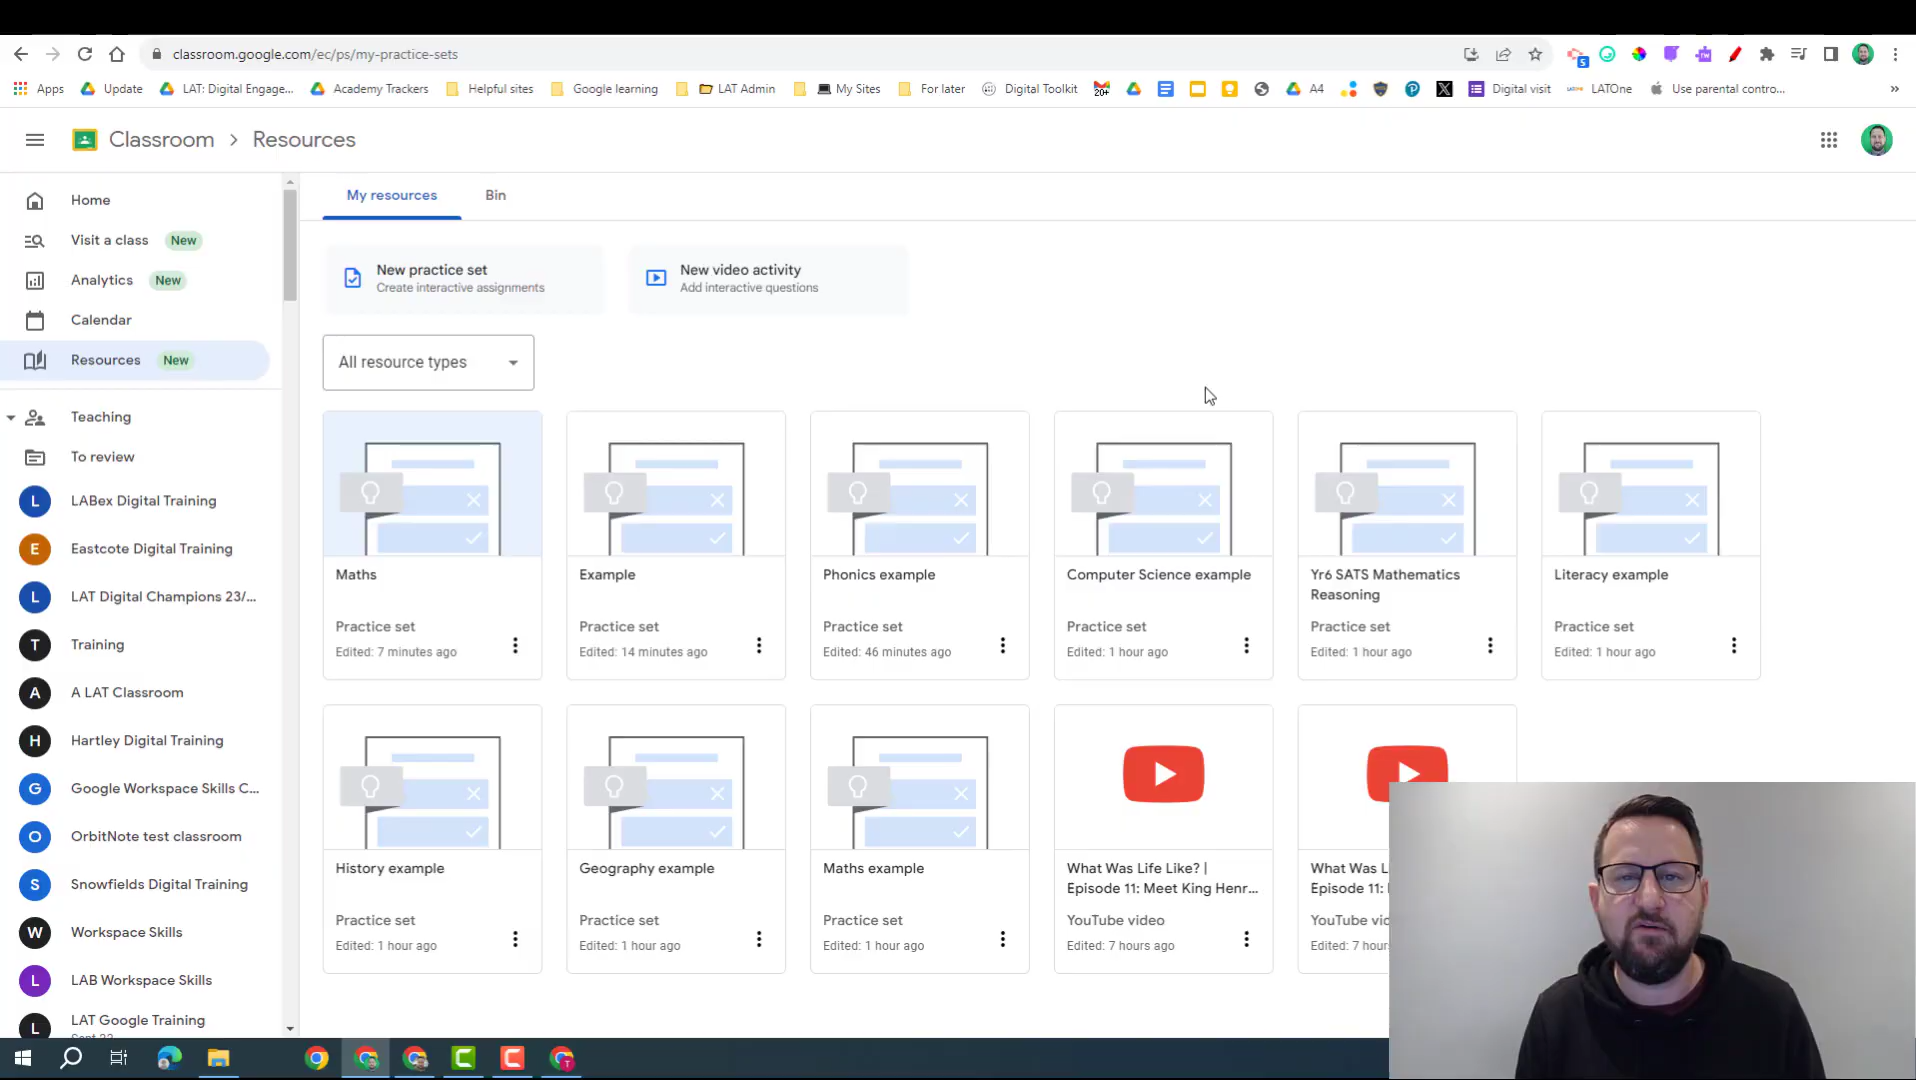 classroom.google.com/ec/ps/my-practice-sets
5
Apps
Update
LAT: Digital Engage...
Academy Trackers
Helpful sites
Google learning
LAT Admin
My Sites
For later
Digital Toolkit
20+
A4
Digital visit
LATOne
Use parental contro...
»
Classroom > Resources
Home
Visit a class New
Analytics New
Calendar
Resources New
Teaching
To review
L LABex Digital Training
E Eastcote Digital Training
L LAT Digital Champions 23/...
T Training
A A LAT Classroom
H Hartley Digital Training
G Google Workspace Skills C...
O OrbitNote test classroom
S Snowfields Digital Training
W Workspace Skills
L LAB Workspace Skills
L LAT Google Training
Sept 23
My resources
Bin
New practice set
Create interactive assignments
New video activity
Add interactive questions
All resource types
Maths
Practice set
Edited: 7 minutes ago
Example
Practice set
Edited: 14 minutes ago
Phonics example
Practice set
Edited: 46 minutes ago
Computer Science example
Practice set
Edited: 1 hour ago
Yr6 SATS Mathematics
Reasoning
Practice set
Edited: 1 hour ago
Literacy example
Practice set
Edited: 1 hour ago
History example
Practice set
Edited: 1 hour ago
Geography example
Practice set
Edited: 1 hour ago
Maths example
Practice set
Edited: 1 hour ago
What Was Life Like? |
Episode 11: Meet King Henr...
YouTube video
Edited: 7 hours ago
What Was L
Episode 11:
YouTube vic
Edited: 7 hours